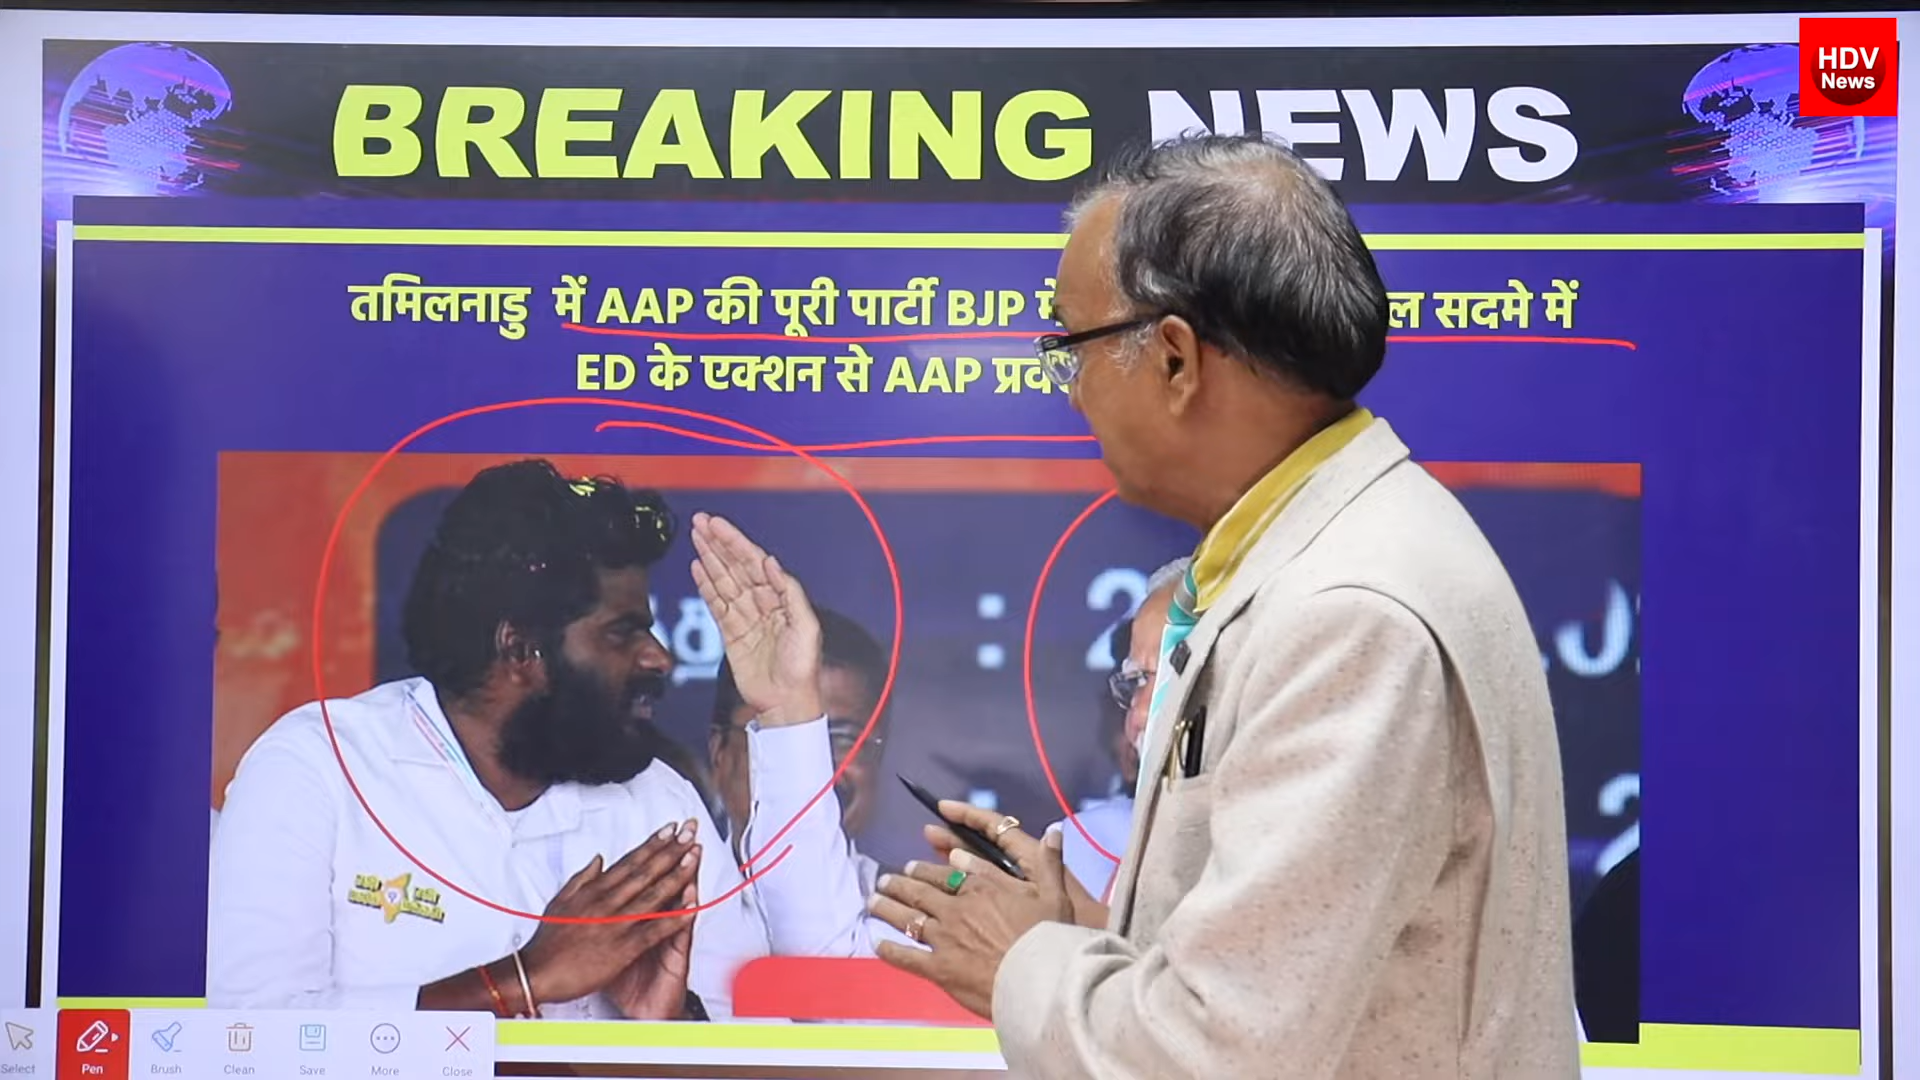 HDV
News
BREAKING NEWS
तमिलनाडु में AAP की पूरी पार्टी BJP में सदमे में
ED के एक्शन से AAP
: 2
Select
Pen
Brush
Clean
Save
More
Close